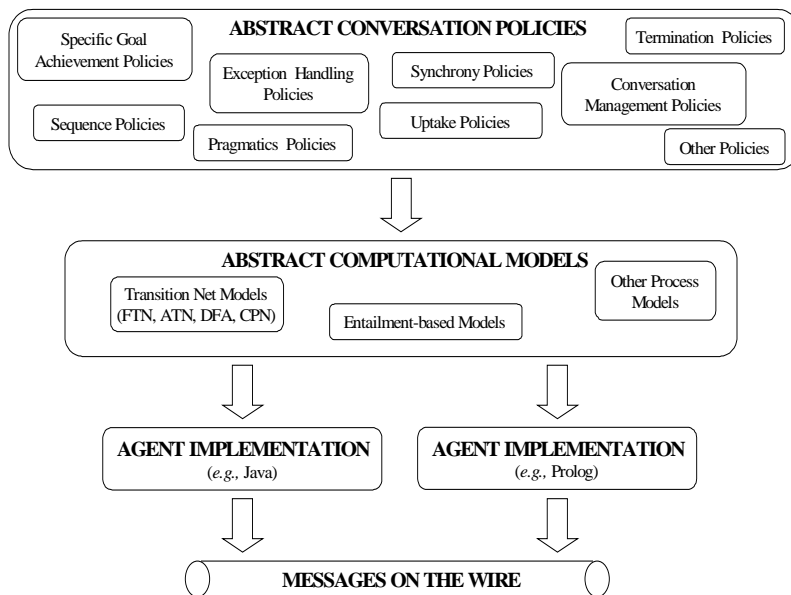 ABSTRACT CONVERSATION POLICIES
Specific Goal
Achievement Policies
Exception Handling
Policies
Synchrony Policies
Termination Policies
Conversation
Management Policies
Sequence Policies
Pragmatics Policies
Uptake Policies
Other Policies
ABSTRACT COMPUTATIONAL MODELS
Transition Net Models
(FTN, ATN, DFA, CPN)
Entailment-based Models
Other Process
Models
AGENT IMPLEMENTATION
(e.g., Java)
AGENT IMPLEMENTATION
(e.g., Prolog)
MESSAGES ON THE WIRE